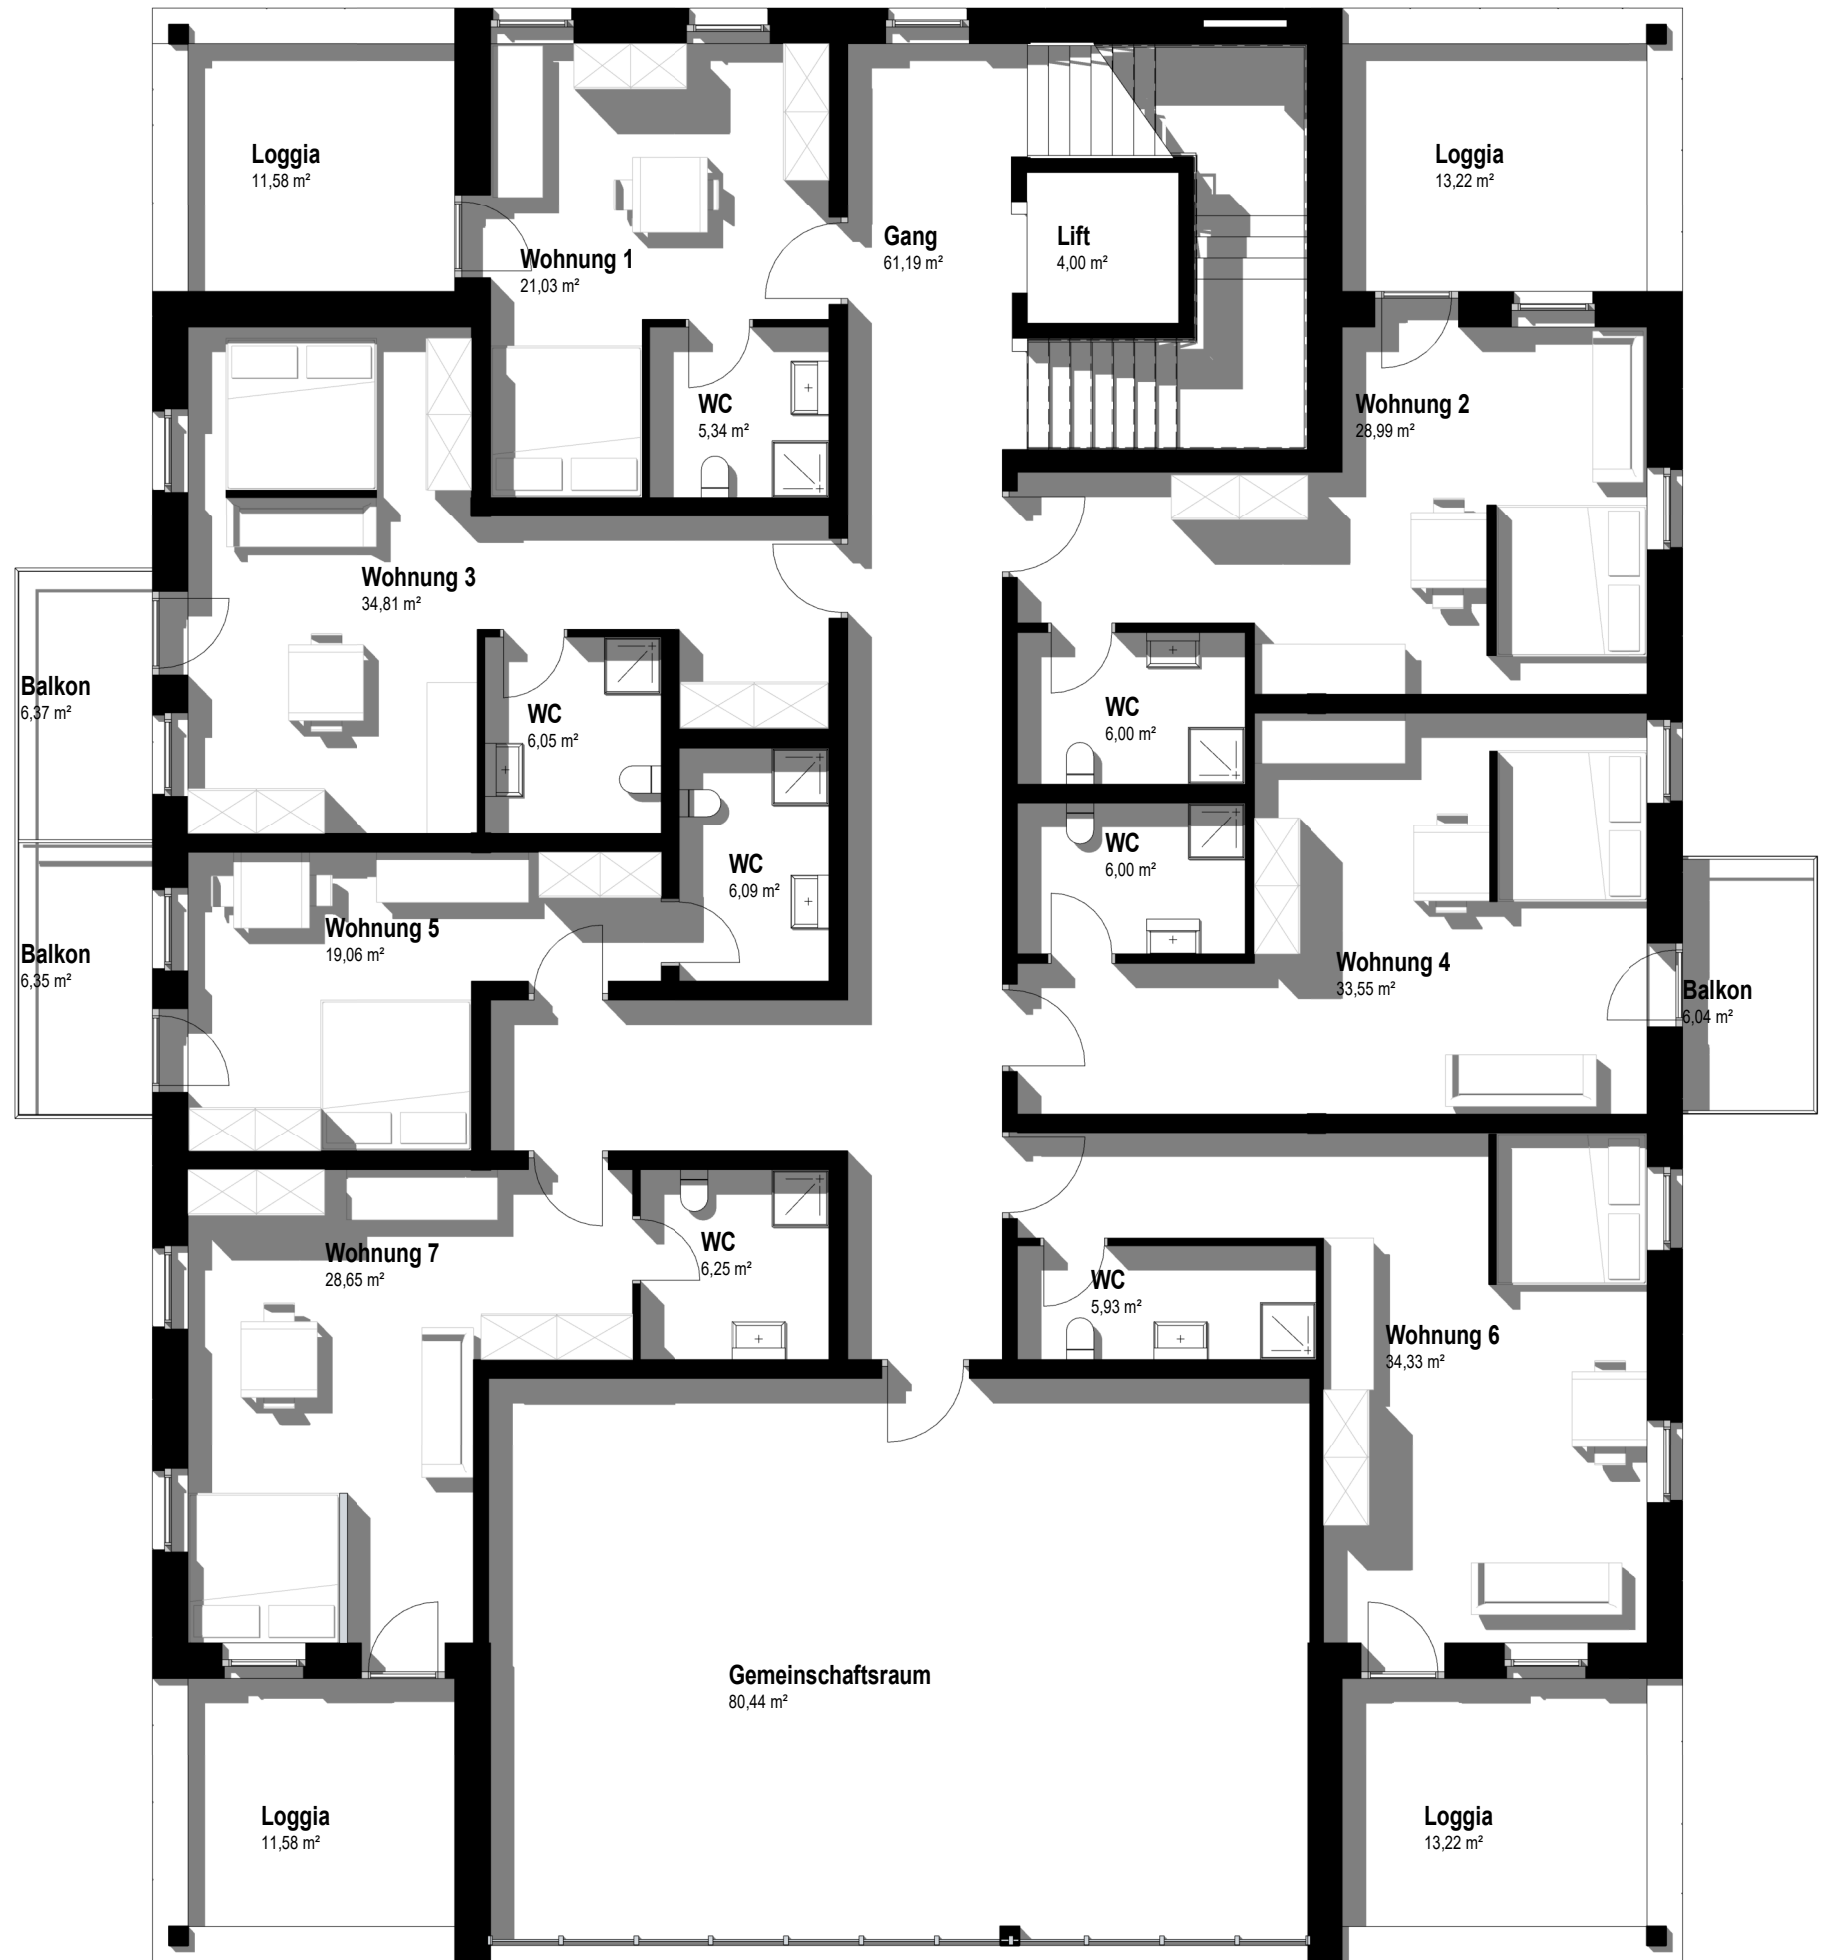 Loggia
11,58 m²
Loggia
13,22 m²
Gang
61,19 m²
Lift
4,00 m²
Wohnung 1
21,03 m²
WC
5,34 m²
Wohnung 2
28,99 m²
Wohnung 3
34,81 m²
Balkon
6,37 m²
WC
6,05 m²
WC
6,00 m²
WC
6,00 m²
WC
6,09 m²
Wohnung 5
19,06 m²
Balkon
6,35 m²
Wohnung 4
33,55 m²
Balkon
6,04 m²
Wohnung 7
28,65 m²
WC
6,25 m²
WC
5,93 m²
Wohnung 6
34,33 m²
Gemeinschaftsraum
80,44 m²
Loggia
11,58 m²
Loggia
13,22 m²